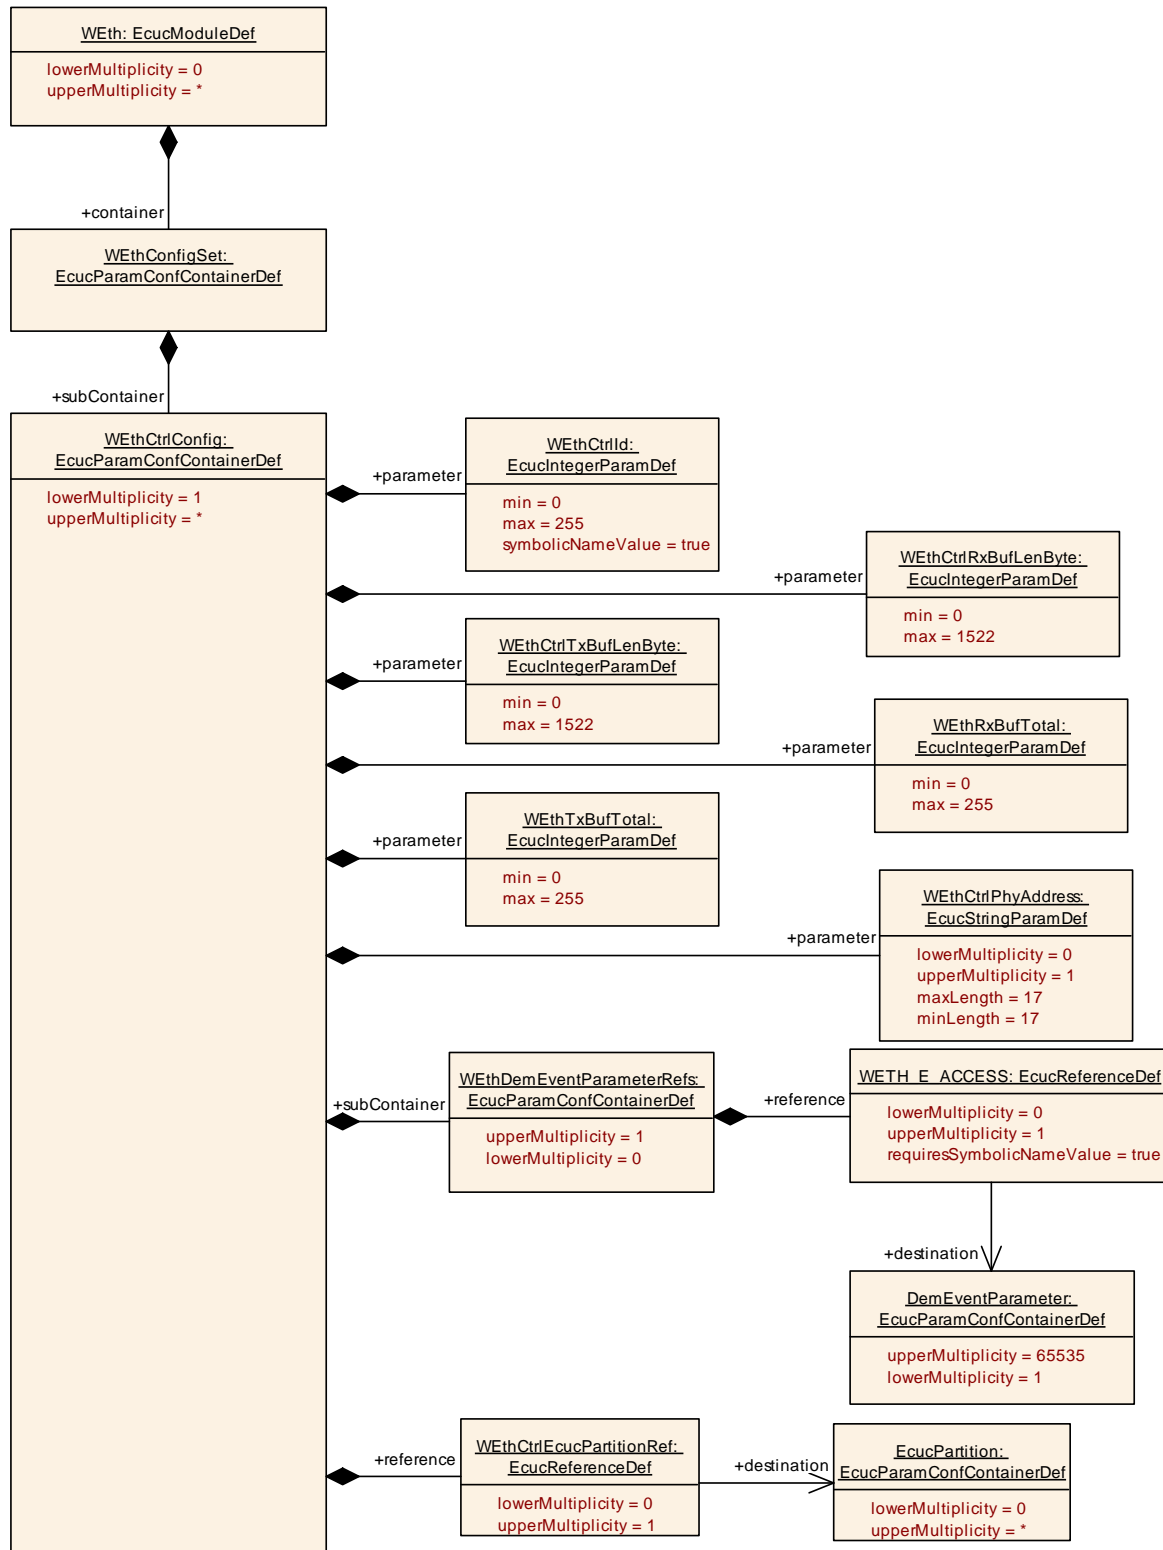 WEth: EcucModuleDef
lowerMultiplicity = 0
upperMultiplicity = *
+container
WEthConfigSet:
EcucParamConfContainerDef
+subContainer
WEthCtrlConfig:
EcucParamConfContainerDef
lowerMultiplicity = 1
upperMultiplicity = *
+parameter
WEthCtrlId:
EcucIntegerParamDef
min = 0
max = 255
symbolicNameValue = true
+parameter
WEthCtrlRxBufLenByte:
EcucIntegerParamDef
min = 0
max = 1522
+parameter
WEthCtrlTxBufLenByte:
EcucIntegerParamDef
min = 0
max = 1522
+parameter
WEthRxBufTotal:
EcucIntegerParamDef
min = 0
max = 255
+parameter
WEthTxBufTotal:
EcucIntegerParamDef
min = 0
max = 255
+parameter
WEthCtrlPhyAddress:
EcucStringParamDef
lowerMultiplicity = 0
upperMultiplicity = 1
maxLength = 17
minLength = 17
+subContainer
WEthDemEventParameterRefs:
EcucParamConfContainerDef
upperMultiplicity = 1
lowerMultiplicity = 0
+reference
WETH_E_ACCESS: EcucReferenceDef
lowerMultiplicity = 0
upperMultiplicity = 1
requiresSymbolicNameValue = true
+destination
DemEventParameter:
EcucParamConfContainerDef
upperMultiplicity = 65535
lowerMultiplicity = 1
+reference
WEthCtrlEcucPartitionRef:
EcucReferenceDef
lowerMultiplicity = 0
upperMultiplicity = 1
+destination
EcucPartition:
EcucParamConfContainerDef
lowerMultiplicity = 0
upperMultiplicity = *